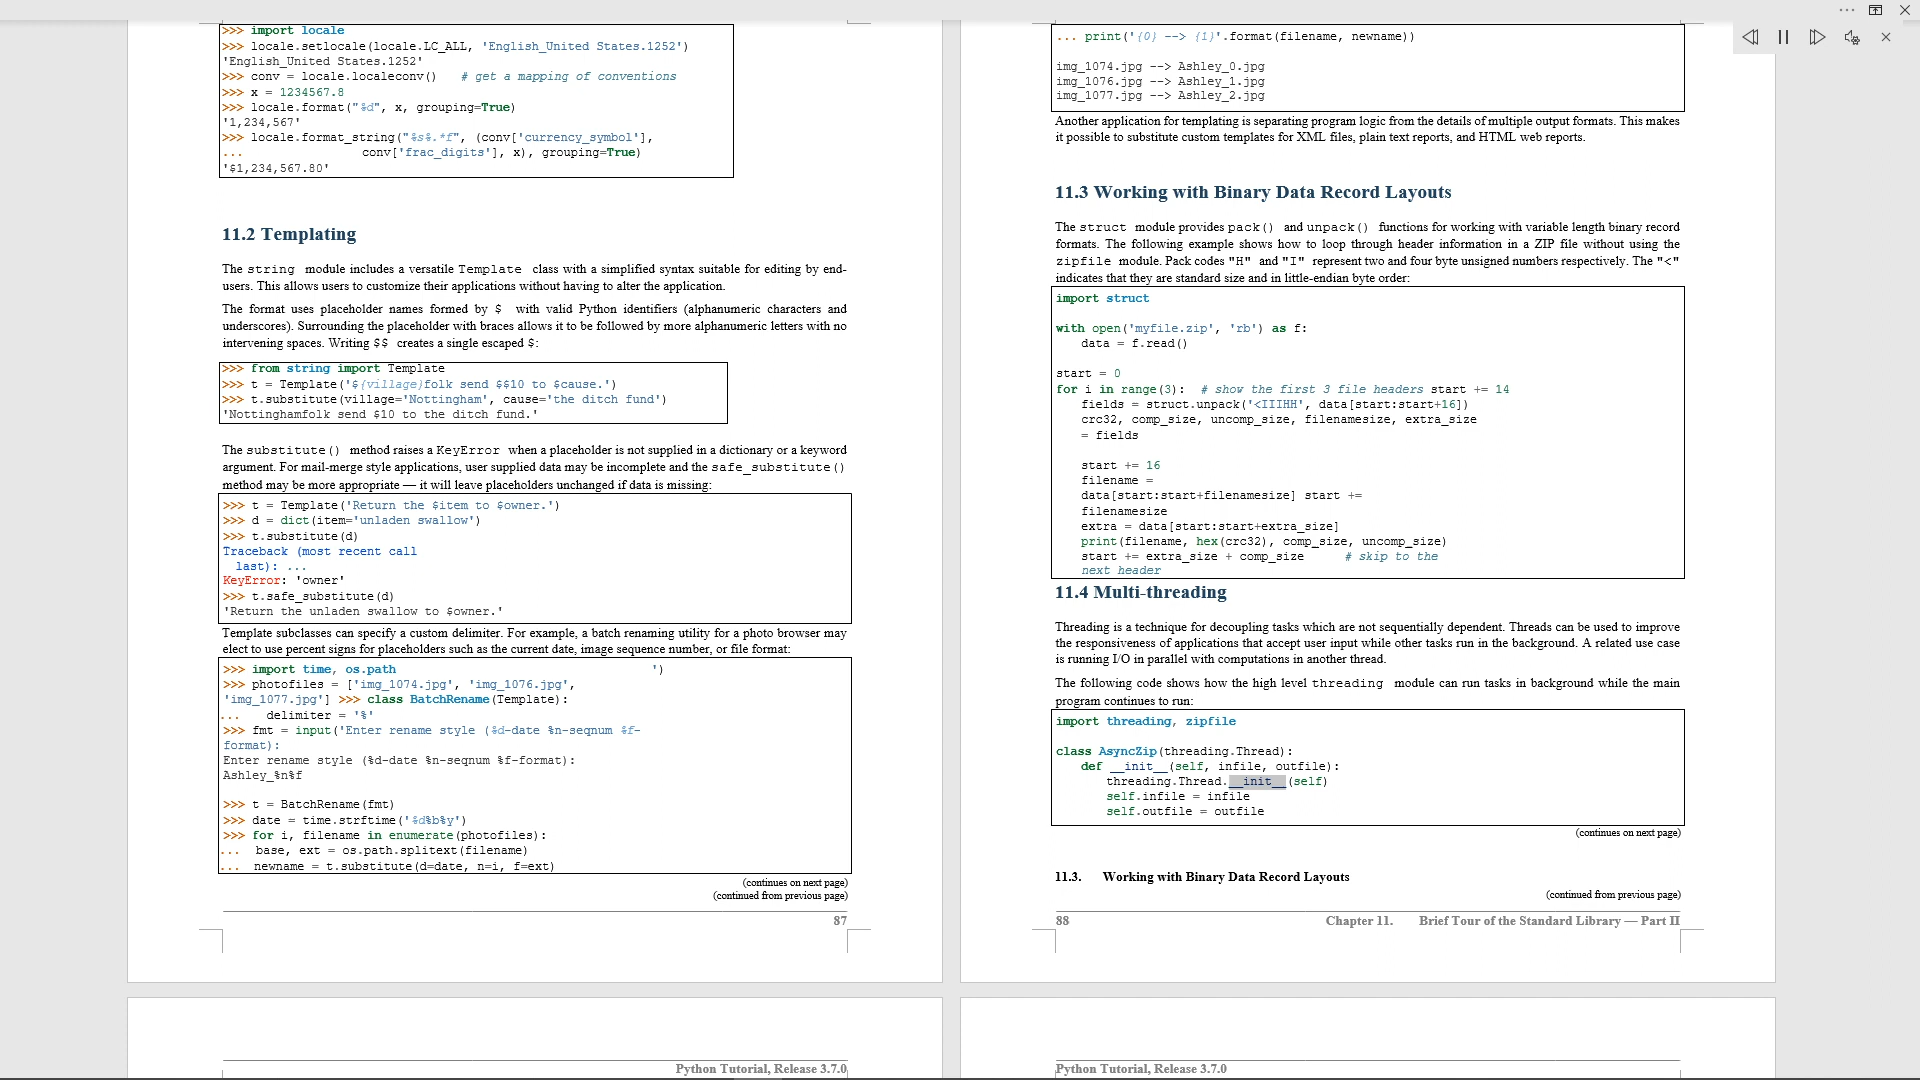 >>> import locale
>>> locale.setlocale(locale.LC_ALL, 'English_United States.1252')
'English_United States.1252'
>>> conv = locale.localeconv() # get a mapping of conventions
>>> x = 1234567.8
>>> locale.format("%d", x, grouping=True)
'1,234,567'
>>> locale.format_string("%s%.*f", (conv['currency_symbol'],
... conv['frac_digits'], x), grouping=True)
'$1,234,567.80'
11.2 Templating
The string module includes a versatile Template class with a simplified syntax suitable for editing by end-
users. This allows users to customize their applications without having to alter the application.
The format uses placeholder names formed by $ with valid Python identifiers (alphanumeric characters and
underscores). Surrounding the placeholder with braces allows it to be followed by more alphanumeric letters with no
intervening spaces. Writing $$ creates a single escaped $:
>>> from string import Template
>>> t = Template('${village}folk send $$10 to $cause.')
>>> t.substitute(village='Nottingham', cause='the ditch fund')
'Nottinghamfolk send $10 to the ditch fund.'
The substitute() method raises a KeyError when a placeholder is not supplied in a dictionary or a keyword
argument. For mail-merge style applications, user supplied data may be incomplete and the safe_substitute()
method may be more appropriate — it will leave placeholders unchanged if data is missing:
>>> t = Template('Return the $item to $owner.')
>>> d = dict(item='unladen swallow')
>>> t.substitute(d)
Traceback (most recent call
last): ...
KeyError: 'owner'
>>> t.safe_substitute(d)
'Return the unladen swallow to $owner.'
Template subclasses can specify a custom delimiter. For example, a batch renaming utility for a photo browser may
elect to use percent signs for placeholders such as the current date, image sequence number, or file format:
>>> import time, os.path ')
>>> photofiles = ['img_1074.jpg', 'img_1076.jpg',
'img_1077.jpg'] >>> class BatchRename(Template):
... delimiter = '%'
>>> fmt = input('Enter rename style (%d-date %n-seqnum %f-
format):
Enter rename style (%d-date %n-seqnum %f-format):
Ashley_%n%f
>>> t = BatchRename(fmt)
>>> date = time.strftime('%d%b%y')
>>> for i, filename in enumerate(photofiles):
... base, ext = os.path.splitext(filename)
... newname = t.substitute(d=date, n=i, f=ext)
(continues on next page)
(continued from previous page)
87
... print('{0} --> {1}'.format(filename, newname))
img_1074.jpg --> Ashley_0.jpg
img_1076.jpg --> Ashley_1.jpg
img_1077.jpg --> Ashley_2.jpg
Another application for templating is separating program logic from the details of multiple output formats. This makes
it possible to substitute custom templates for XML files, plain text reports, and HTML web reports.
11.3 Working with Binary Data Record Layouts
The struct module provides pack() and unpack() functions for working with variable length binary record
formats. The following example shows how to loop through header information in a ZIP file without using the
zipfile module. Pack codes "H" and "I" represent two and four byte unsigned numbers respectively. The "<"
indicates that they are standard size and in little-endian byte order:
import struct
with open('myfile.zip', 'rb') as f:
data = f.read()
start = 0
for i in range(3): # show the first 3 file headers start += 14
fields = struct.unpack('<IIIHH', data[start:start+16])
crc32, comp_size, uncomp_size, filenamesize, extra_size
= fields
start += 16
filename =
data[start:start+filenamesize] start +=
filenamesize
extra = data[start:start+extra_size]
print(filename, hex(crc32), comp_size, uncomp_size)
start += extra_size + comp_size # skip to the
next header
11.4 Multi-threading
Threading is a technique for decoupling tasks which are not sequentially dependent. Threads can be used to improve
the responsiveness of applications that accept user input while other tasks run in the background. A related use case
is running I/O in parallel with computations in another thread.
The following code shows how the high level threading module can run tasks in background while the main
program continues to run:
import threading, zipfile
class AsyncZip(threading.Thread):
def __init__(self, infile, outfile):
threading.Thread.__init__(self)
self.infile = infile
self.outfile = outfile
(continues on next page)
11.3. Working with Binary Data Record Layouts
(continued from previous page)
88 Chapter 11. Brief Tour of the Standard Library — Part II
Python Tutorial, Release 3.7.0
Python Tutorial, Release 3.7.0